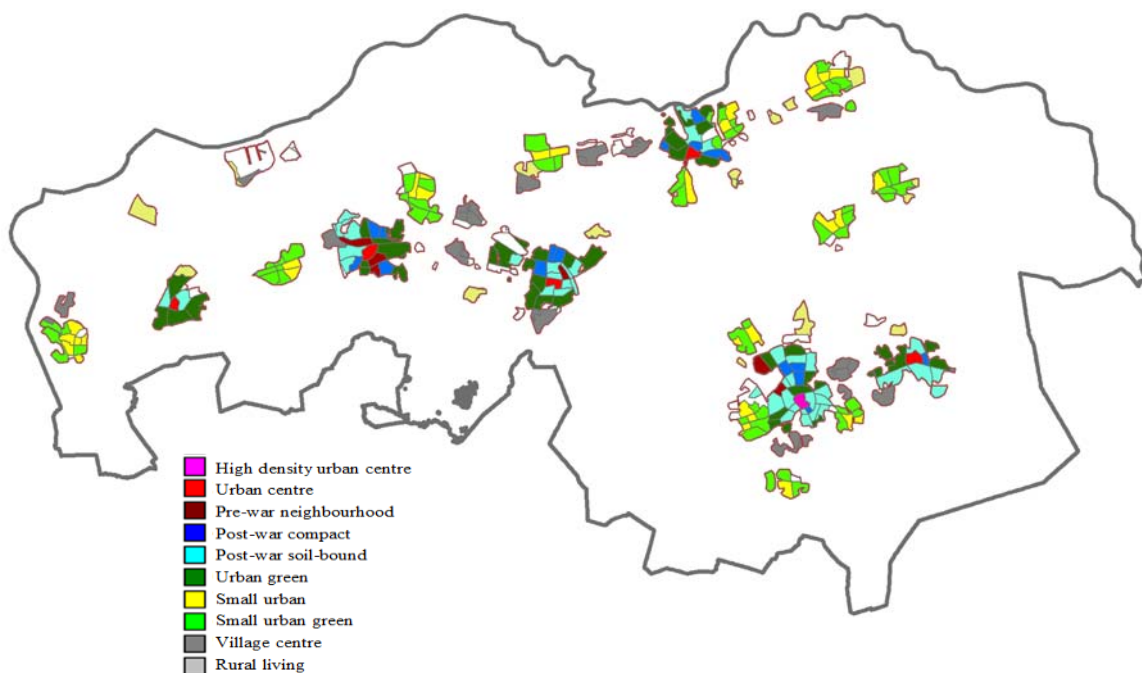 High density urban centre
Urban centre
Pre-war neighbourhood
Post-war compact
Post-war soil-bound
Urban green
Small urban
Small urban green
Village centre
Rural living